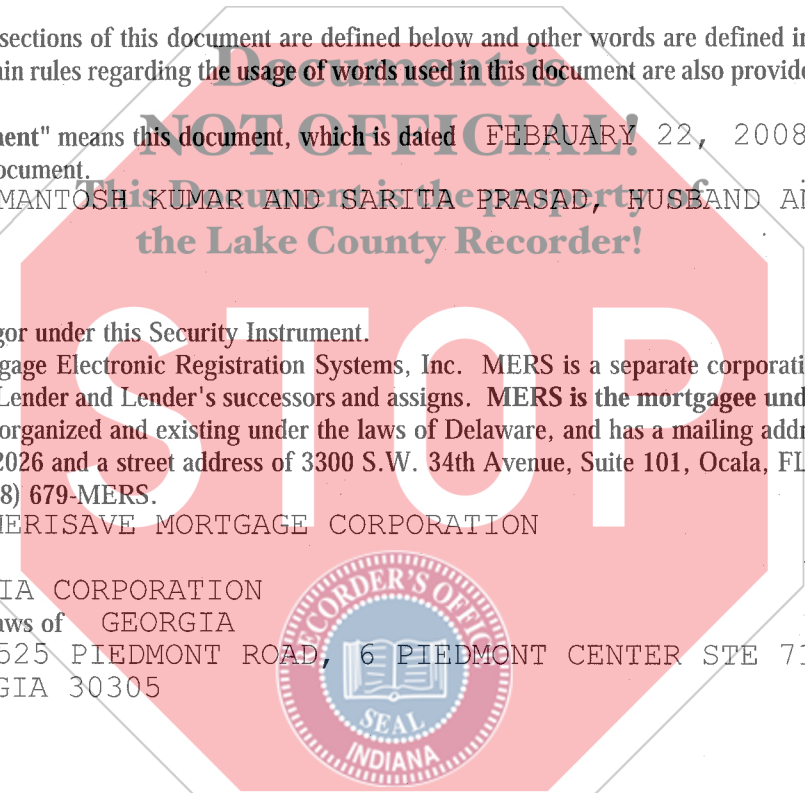 sections of this document are defined below and other words are defined in
ain rules regarding the usage of words used in this document are also provide
Document is
NOT OFFICIAL!
This Document is the property of
the Lake County Recorder!
ment" means this document, which is dated FEBRUARY 22, 2008
ocument.
MANTOSH KUMAR AND SARITA PRASAD, HUSBAND A
gor under this Security Instrument.
gage Electronic Registration Systems, Inc. MERS is a separate corporati
Lender and Lender's successors and assigns. MERS is the mortgagee und
organized and existing under the laws of Delaware, and has a mailing addr
2026 and a street address of 3300 S.W. 34th Avenue, Suite 101, Ocala, FL
8) 679-MERS.
STOP
MERISAVE MORTGAGE CORPORATION
IA CORPORATION
aws of GEORGIA
525 PIEDMONT ROAD, 6 PIEDMONT CENTER STE 71
GIA 30305
RECORDER'S OFFICE
SEAL
INDIANA